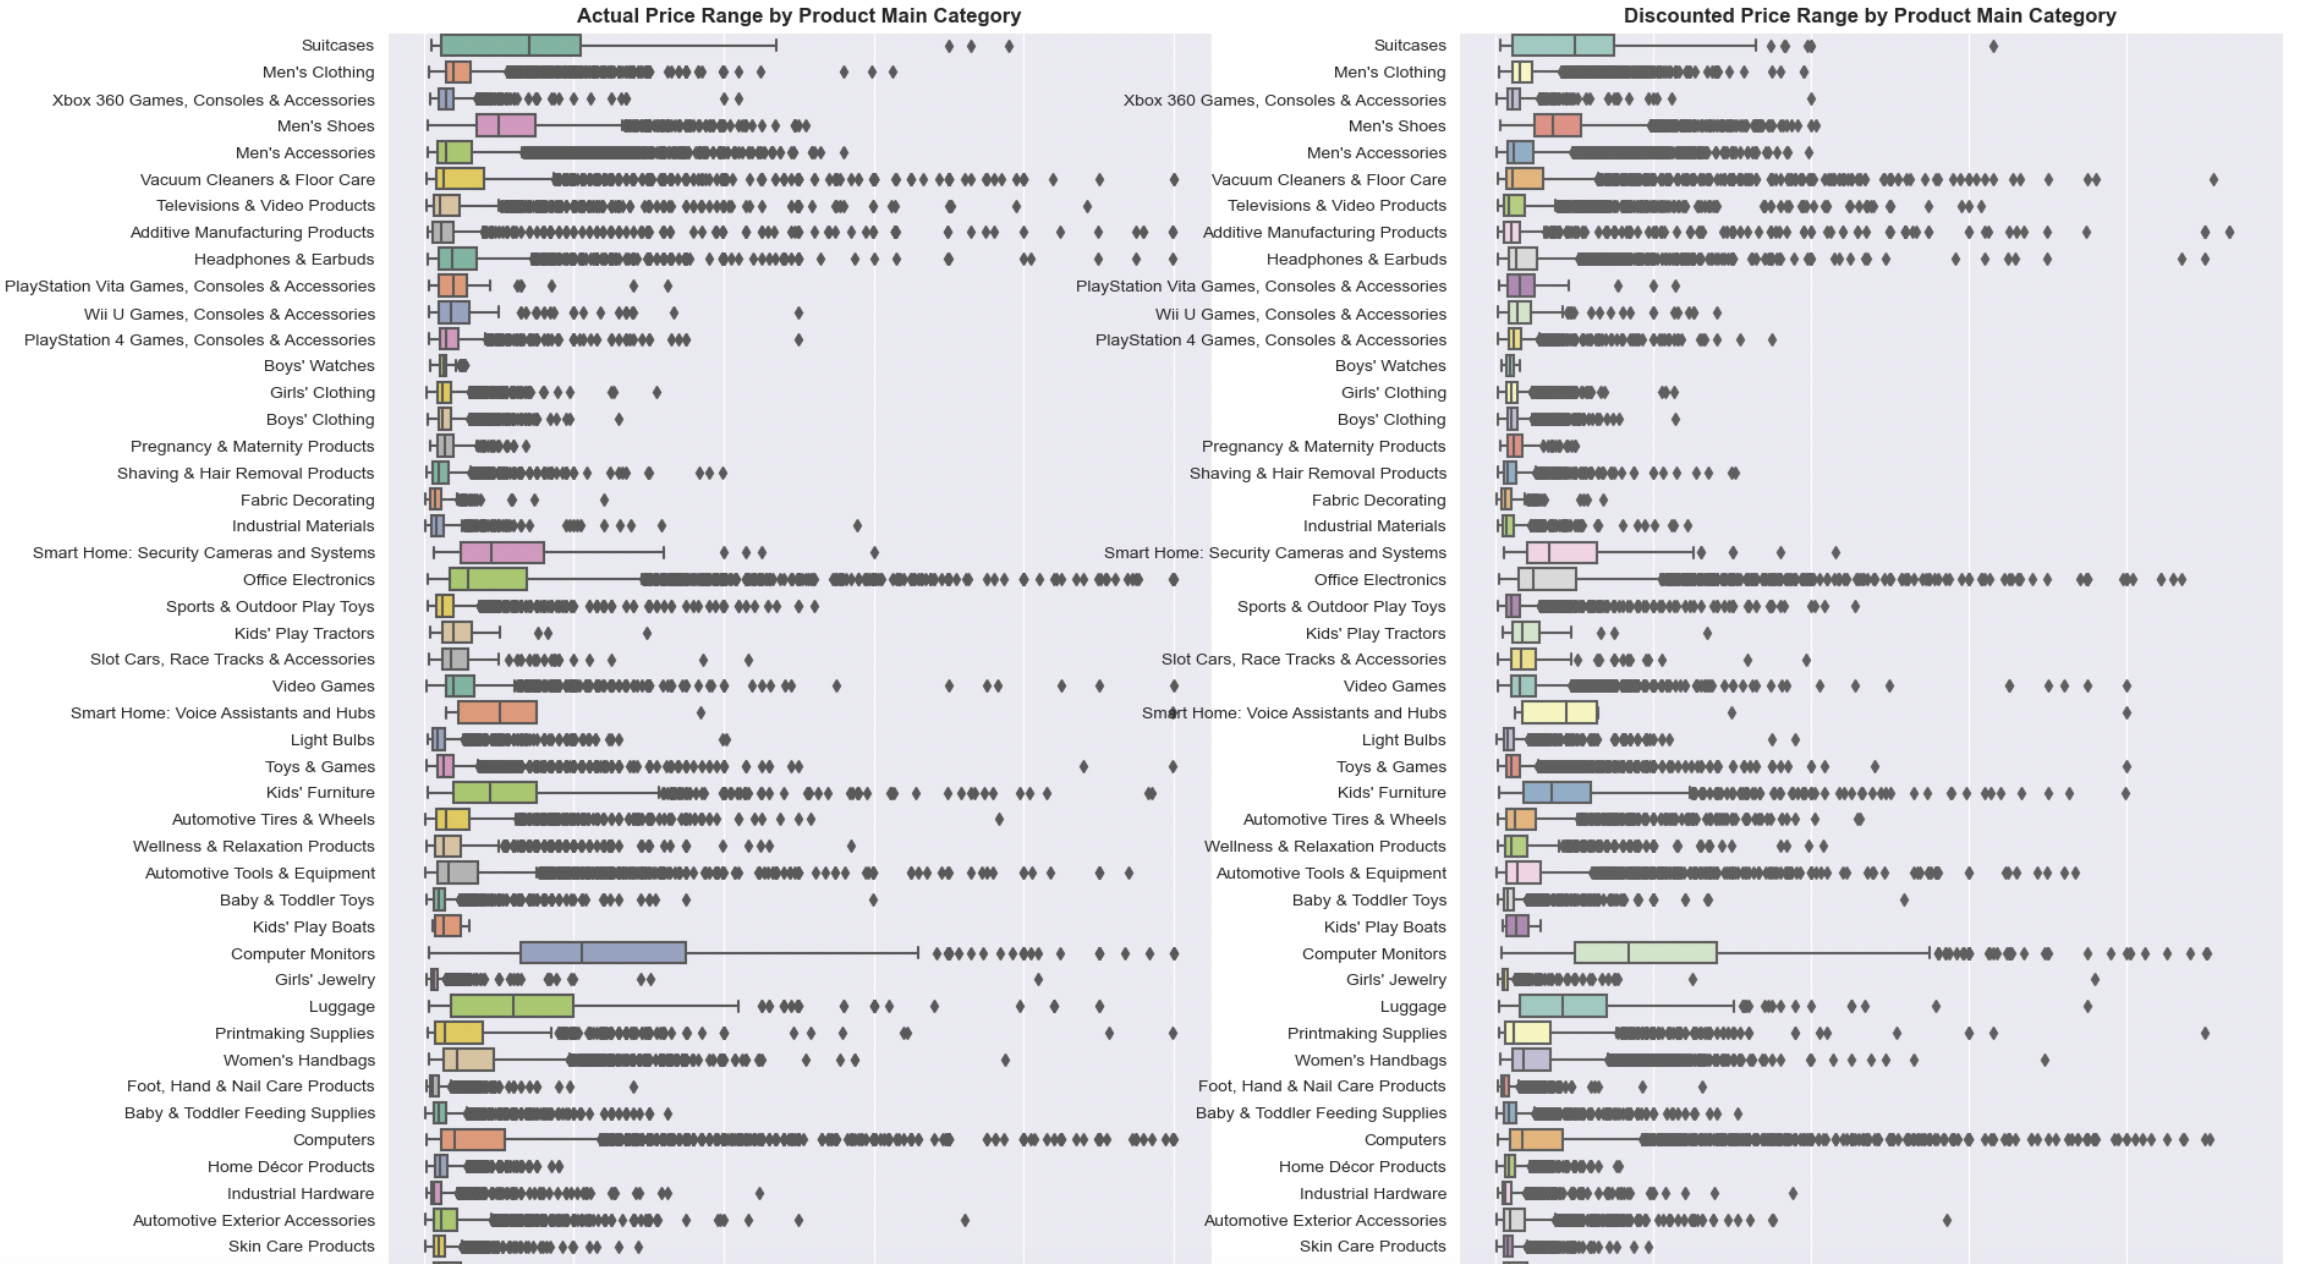 Actual Price Range by Product Main Category
Suitcases
Men's Clothing
Xbox 360 Games, Consoles & Accessories
Men's Shoes
Men's Accessories
Vacuum Cleaners & Floor Care
Televisions & Video Products
Additive Manufacturing Products
Headphones & Earbuds
PlayStation Vita Games, Consoles & Accessories
Wii U Games, Consoles & Accessories
PlayStation 4 Games, Consoles & Accessories
Boys' Watches
Girls' Clothing
Boys' Clothing
Pregnancy & Maternity Products
Shaving & Hair Removal Products
Fabric Decorating
Industrial Materials
Smart Home: Security Cameras and Systems
Office Electronics
Sports & Outdoor Play Toys
Kids' Play Tractors
Slot Cars, Race Tracks & Accessories
Video Games
Smart Home: Voice Assistants and Hubs
Light Bulbs
Toys & Games
Kids' Furniture
Automotive Tires & Wheels
Wellness & Relaxation Products
Automotive Tools & Equipment
Baby & Toddler Toys
Kids' Play Boats
Computer Monitors
Girls' Jewelry
Luggage
Printmaking Supplies
Women's Handbags
Foot, Hand & Nail Care Products
Baby & Toddler Feeding Supplies
Computers
Home Décor Products
Industrial Hardware
Automotive Exterior Accessories
Skin Care Products
Discounted Price Range by Product Main Category
Suitcases
Men's Clothing
Xbox 360 Games, Consoles & Accessories
Men's Shoes
Men's Accessories
Vacuum Cleaners & Floor Care
Televisions & Video Products
Additive Manufacturing Products
Headphones & Earbuds
PlayStation Vita Games, Consoles & Accessories
Wii U Games, Consoles & Accessories
PlayStation 4 Games, Consoles & Accessories
Boys' Watches
Girls' Clothing
Boys' Clothing
Pregnancy & Maternity Products
Shaving & Hair Removal Products
Fabric Decorating
Industrial Materials
Smart Home: Security Cameras and Systems
Office Electronics
Sports & Outdoor Play Toys
Kids' Play Tractors
Slot Cars, Race Tracks & Accessories
Video Games
Smart Home: Voice Assistants and Hubs
Light Bulbs
Toys & Games
Kids' Furniture
Automotive Tires & Wheels
Wellness & Relaxation Products
Automotive Tools & Equipment
Baby & Toddler Toys
Kids' Play Boats
Computer Monitors
Girls' Jewelry
Luggage
Printmaking Supplies
Women's Handbags
Foot, Hand & Nail Care Products
Baby & Toddler Feeding Supplies
Computers
Home Décor Products
Industrial Hardware
Automotive Exterior Accessories
Skin Care Products